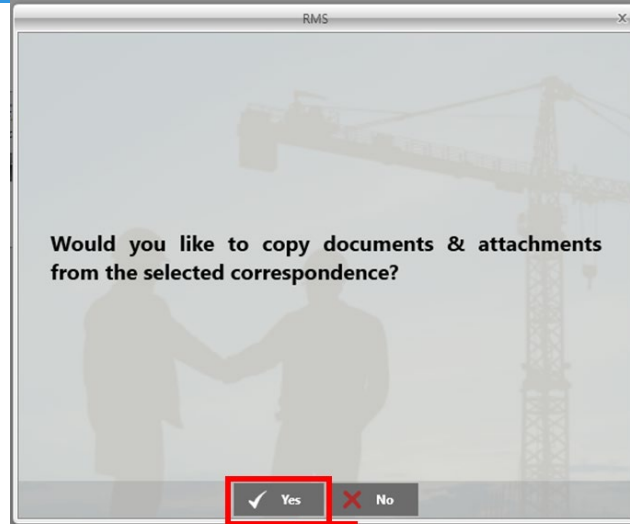 RMS
Would you like to copy documents & attachments
from the selected correspondence?
Yes
No